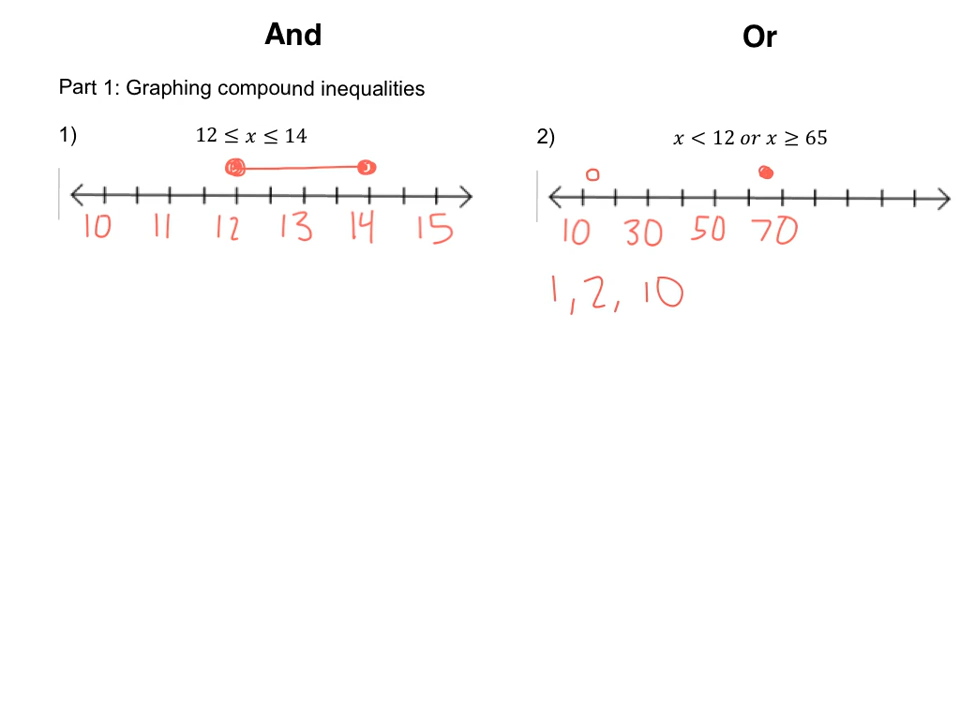 And
Or
Part 1: Graphing compound inequalities
1) 12 ≤ x ≤ 14
10 11 12 13 14 15
2) x < 12 or x ≥ 65
10 30 50 70
1, 2, 10